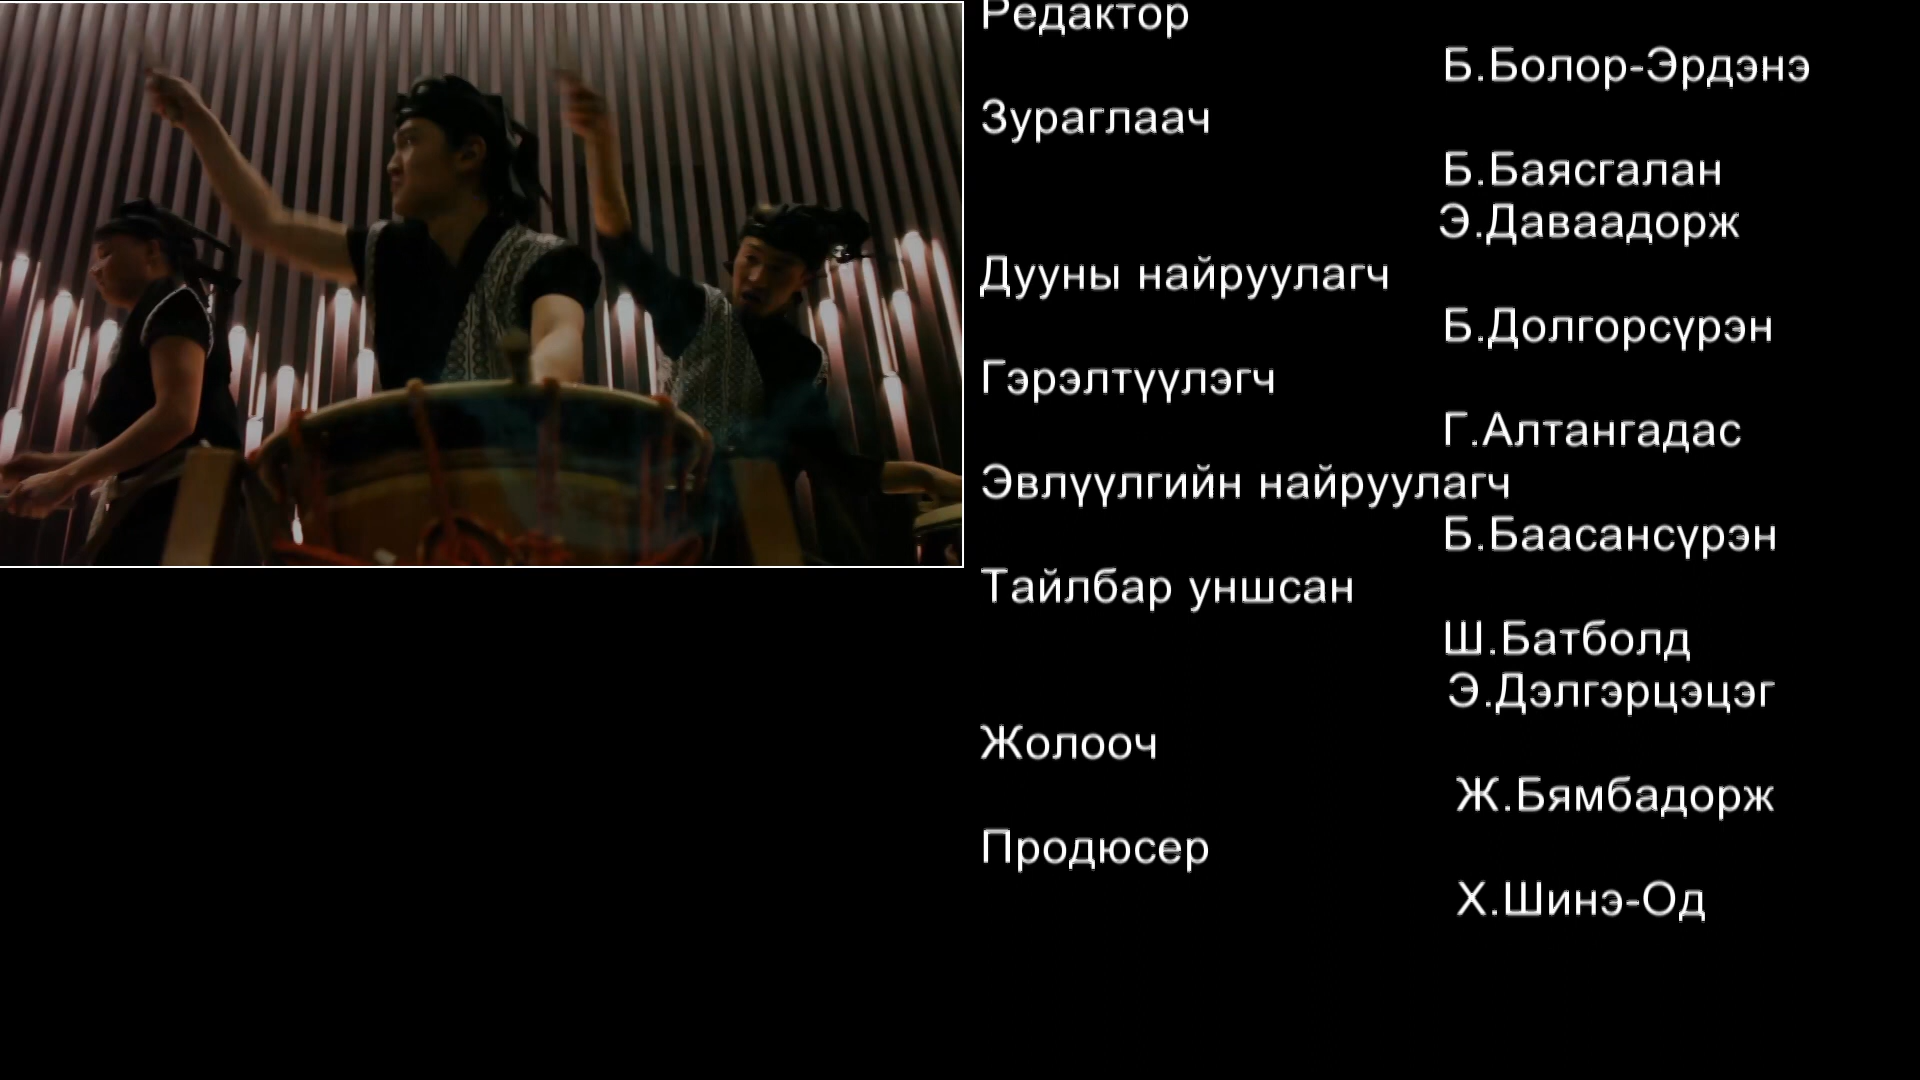 Редактор
Б.Болор-Эрдэнэ
Зураглаач
Б.Баясгалан
Э.Даваадорж
Дууны найруулагч
Б.Долгорсүрэн
Гэрэлтүүлэгч
Г.Алтангадас
Эвлүүлгийн найруулагч
Б.Баасансүрэн
Тайлбар уншсан
Ш.Батболд
Э.Дэлгэрцэцэг
Жолооч
Ж.Бямбадорж
Продюсер
Х.Шинэ-Од